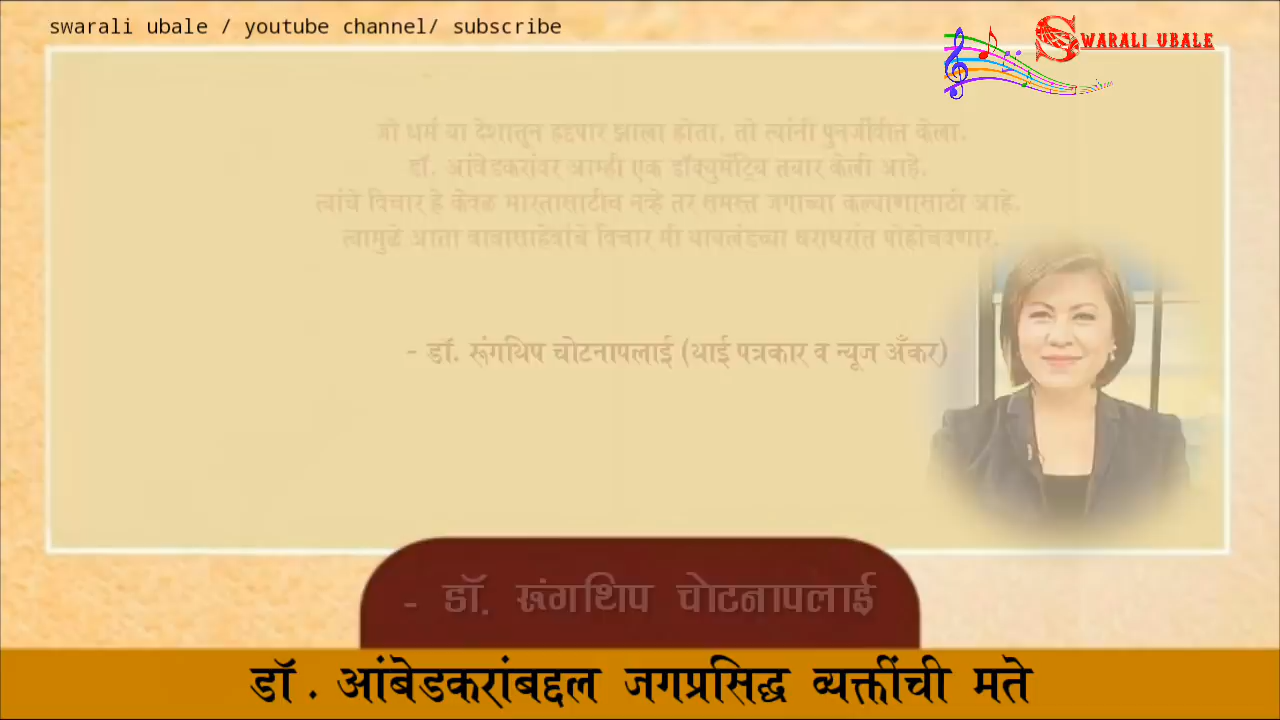 swarali ubale / youtube channel/ subscribe
SWARALI UBALE
जो धर्म या देशातून हद्दपार झाला होता, तो त्यांनी पुनर्जीवीत केला.
डॉ. आंबेडकरांवर आम्ही एक डॉक्युमेंट्रिय तयार केली आहे.
त्यांचे विचार हे केवळ भारतासाठीच नव्हे तर समस्त जगाच्या कल्याणासाठी आहे.
त्यामुळे आता बाबासाहेबांचे विचार मी थायलंडच्या घराघरांत पोहोचवणार.
- डॉ. रूंगथिप चोटनापलाई (थाई पत्रकार व न्यूज अँकर)
- डॉ. रूंगथिप चोटनापलाई
डॉ. आंबेडकरांबद्दल जगप्रसिद्ध व्यक्तींची मते